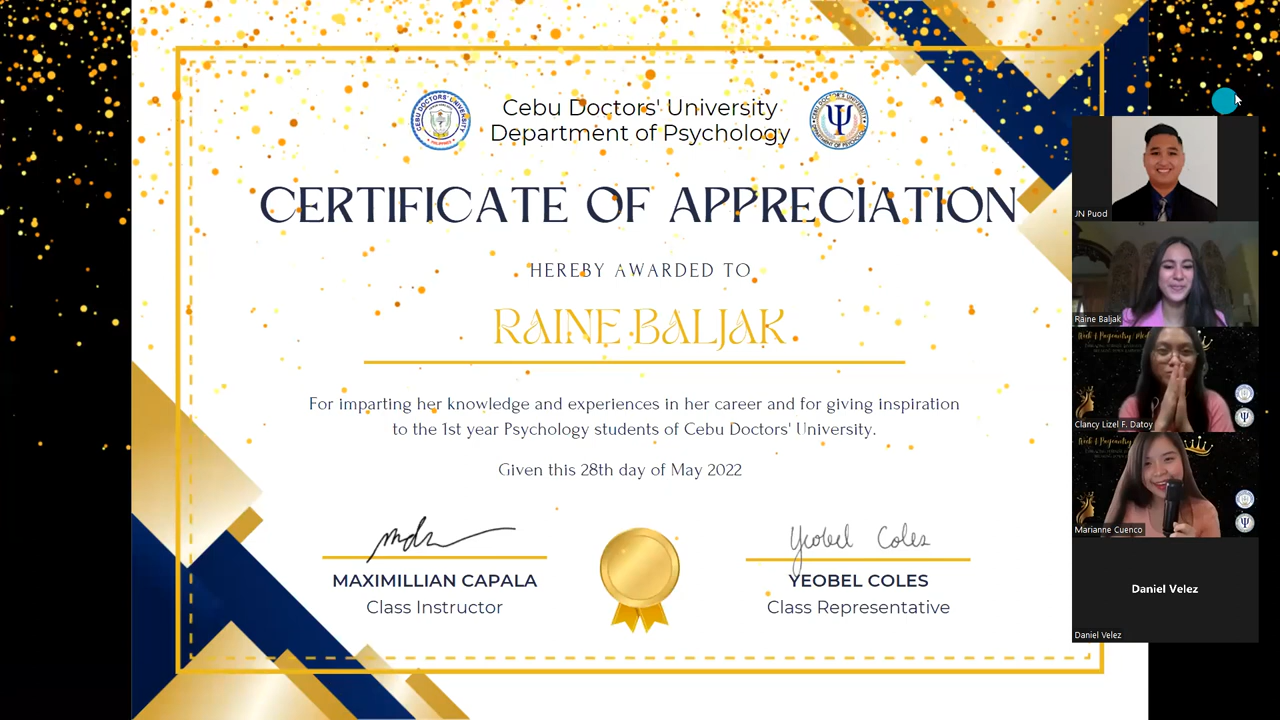 Cebu Doctors' University
Department of Psychology
CERTIFICATE OF APPRECIATION
HEREBY AWARDED TO
RAINE BALJAK
For imparting her knowledge and experiences in her career and for giving inspiration
to the 1st year Psychology students of Cebu Doctors' University.
Given this 28th day of May 2022
Yeobel Coles
MAXIMILLIAN CAPALA
YEOBEL COLES
Class Instructor
Class Representative
JN Puod
Raine Baljak
Clancy Lizel F. Datoy
Marianne Cuenco
Daniel Velez
Daniel Velez